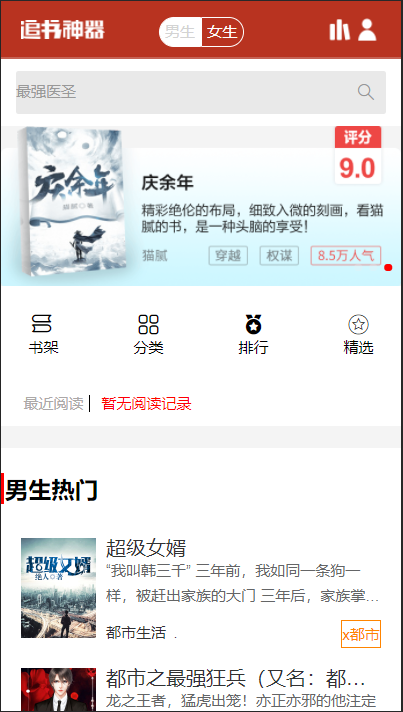 追书神器
男生 女生
最强医圣
庆余年
猫腻◎著
评分
9.0
庆余年
精彩绝伦的布局，细致入微的刻画，看猫
腻的书，是一种头脑的享受！
猫腻 穿越 权谋 8.5万人气
书架 分类 排行 精选
最近阅读 暂无阅读记录
男生热门
超级女婿
绝人◎著
超级女婿
“我叫韩三千” 三年前，我如同一条狗一
样，被赶出家族的大门 三年后，家族掌...
都市生活 .
x都市
都市之最强狂兵（又名：都...
龙之王者，猛虎出笼！亦正亦邪的他注定